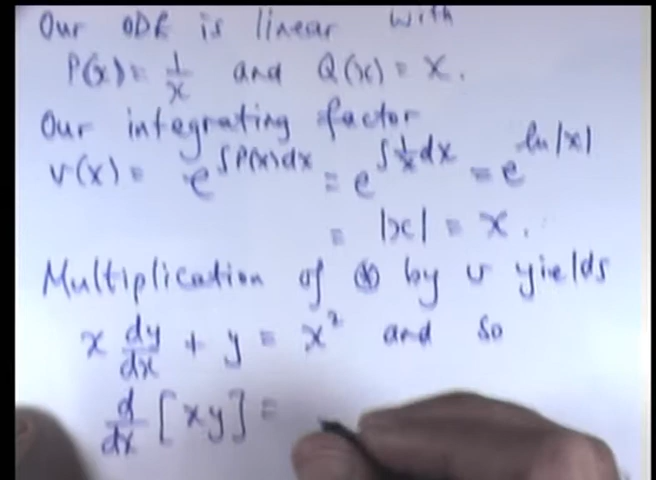 Our ODE is linear with
P(x) = 1/x and Q(x) = x.
Our integrating factor
v(x) = e^∫P(x)dx = e^∫1/x dx = e^ln|x|
= |x| = x.
Multiplication of (*) by v yields
x dy/dx + y = x² and so
d/dx [xy] =